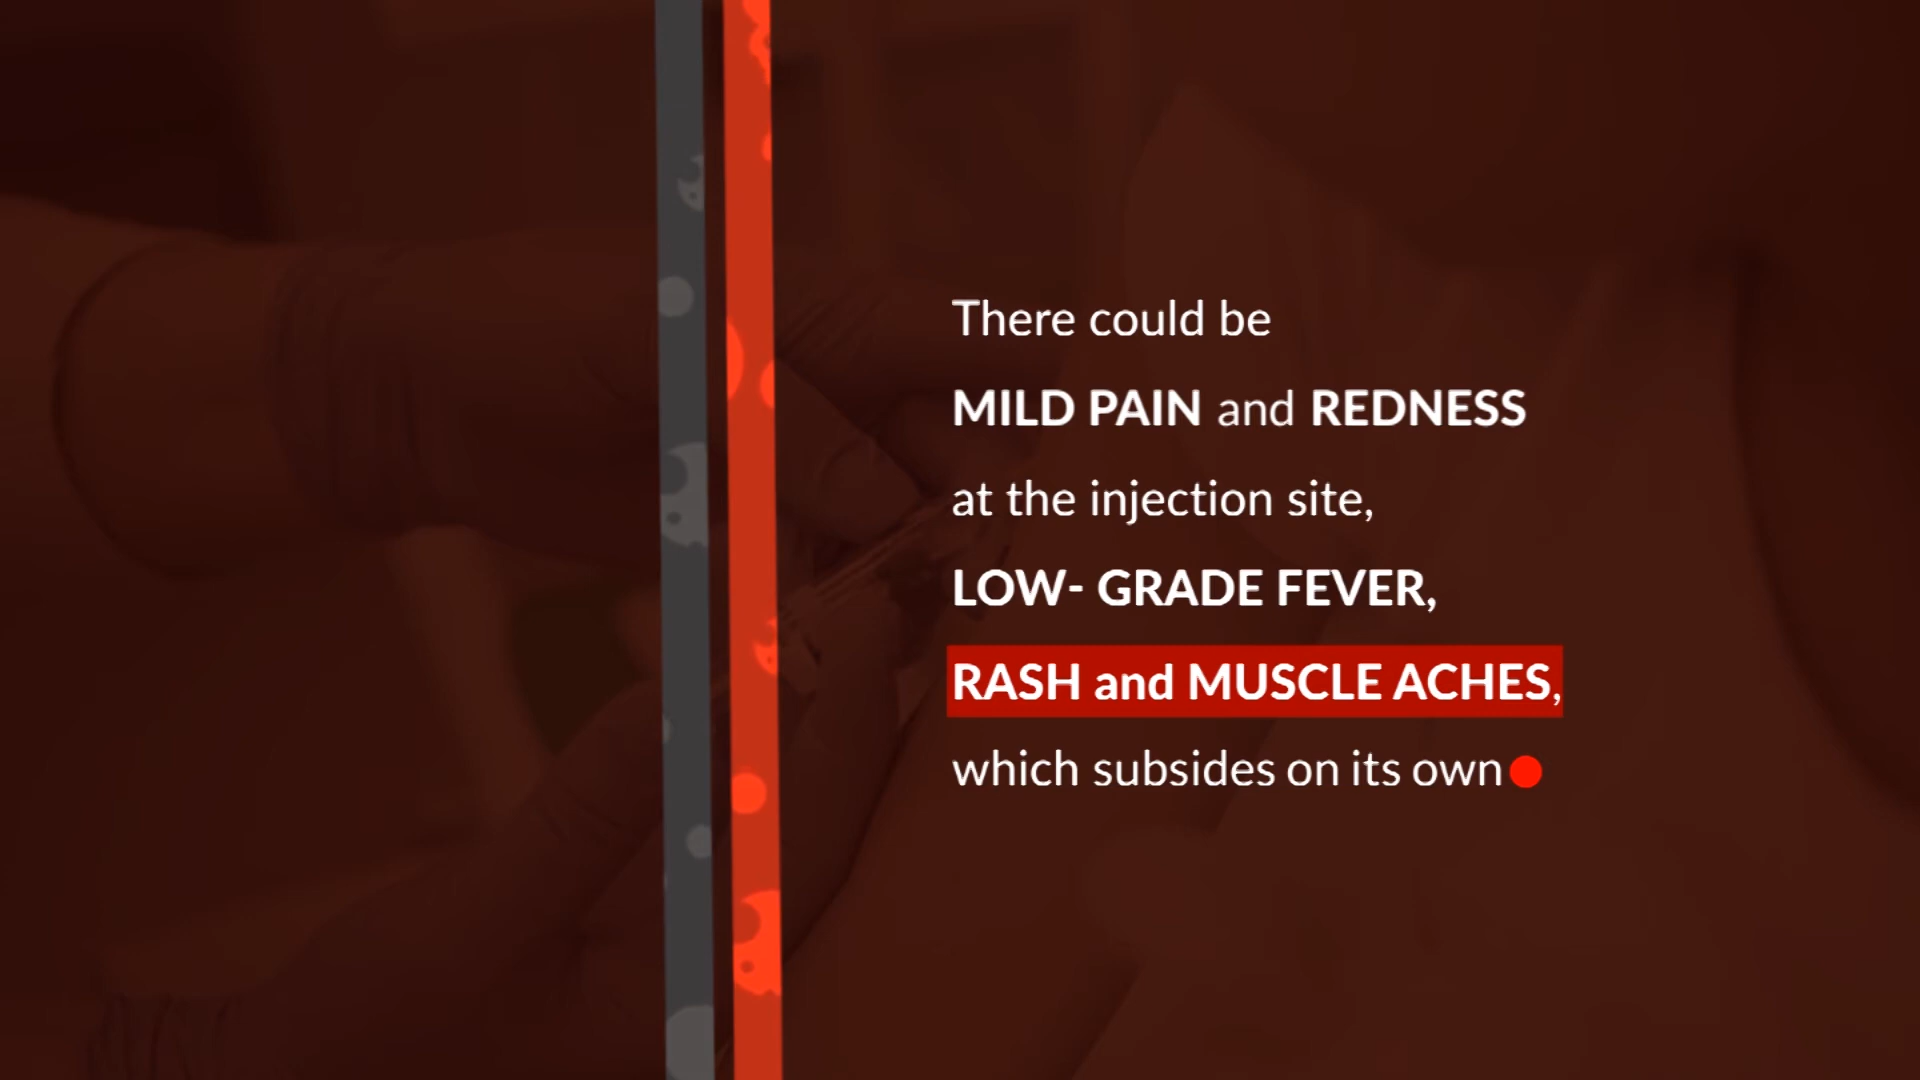 There could be
MILD PAIN and REDNESS
at the injection site,
LOW- GRADE FEVER,
RASH and MUSCLE ACHES,
which subsides on its own